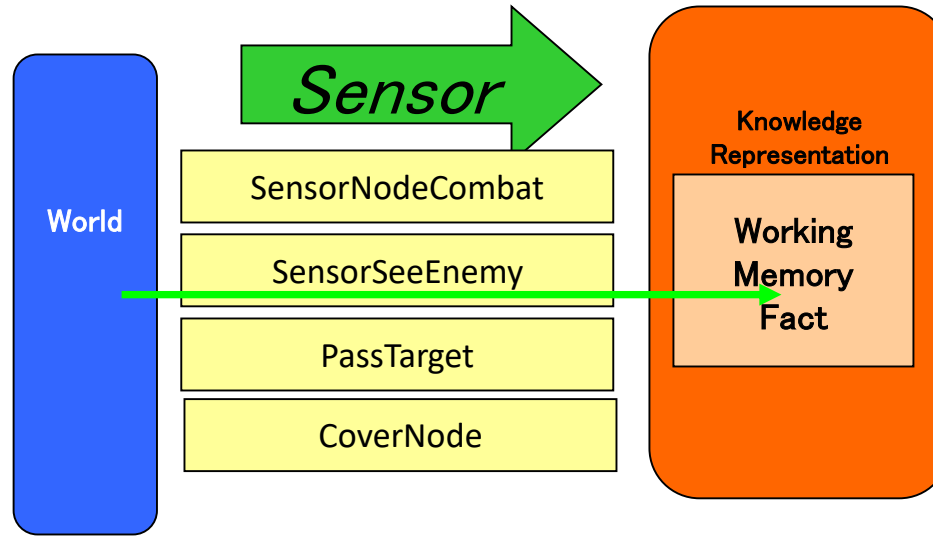 Sensor
Knowledge
Representation
SensorNodeCombat
World
Working
SensorSeeEnemy
Memory
Fact
PassTarget
CoverNode